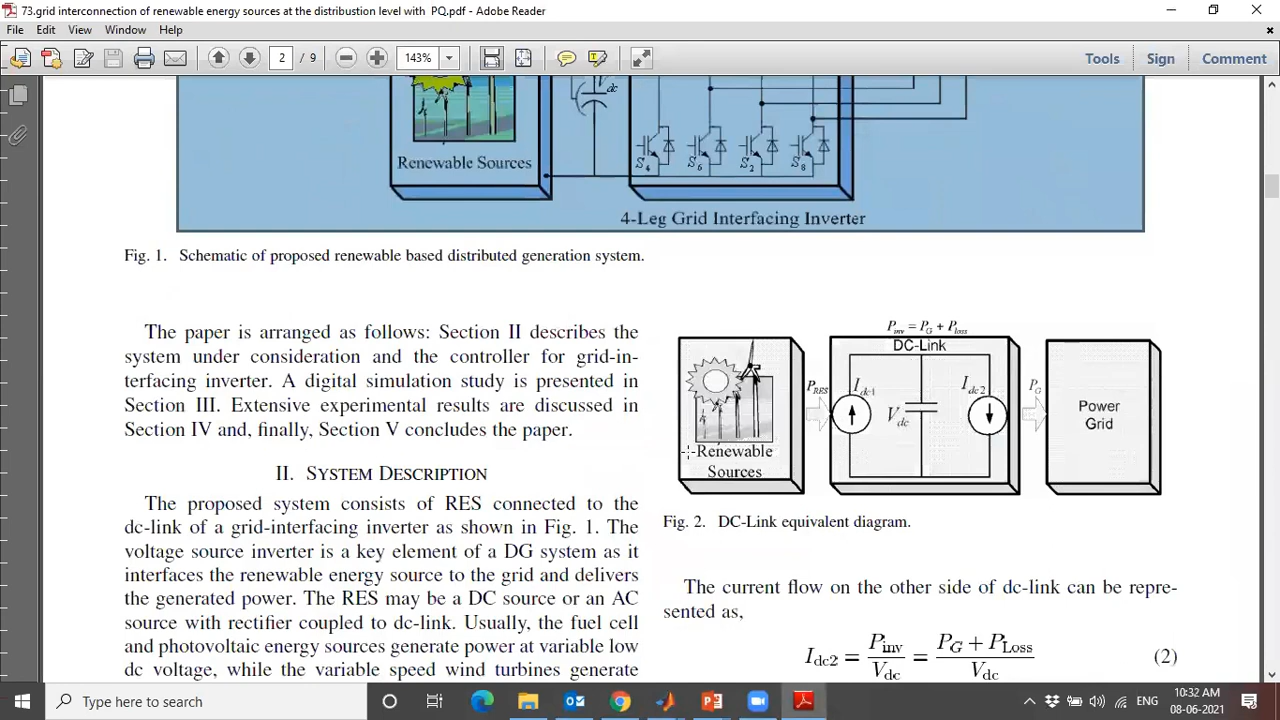 73.grid interconnection of renewable energy sources at the distribustion level with  PQ.pdf - Adobe Reader
File Edit View Window Help
2 / 9 143% Tools Sign Comment
V dc
S4 S6 S2 S8
Renewable Sources
4-Leg Grid Interfacing Inverter
Fig. 1. Schematic of proposed renewable based distributed generation system.
The paper is arranged as follows: Section II describes the
system under consideration and the controller for grid-in-
terfacing inverter. A digital simulation study is presented in
Section III. Extensive experimental results are discussed in
Section IV and, finally, Section V concludes the paper.
II. SYSTEM DESCRIPTION
The proposed system consists of RES connected to the
dc-link of a grid-interfacing inverter as shown in Fig. 1. The
voltage source inverter is a key element of a DG system as it
interfaces the renewable energy source to the grid and delivers
the generated power. The RES may be a DC source or an AC
source with rectifier coupled to dc-link. Usually, the fuel cell
and photovoltaic energy sources generate power at variable low
dc voltage, while the variable speed wind turbines generate
Pinv = PG + Ploss
DC-Link
PRES Idc1 Vdc Idc2 PG
Renewable
Sources
Power
Grid
Fig. 2. DC-Link equivalent diagram.
The current flow on the other side of dc-link can be repre-
sented as,
Idc2 = Pinv / Vdc = PG + PLoss / Vdc (2)
Type here to search
ENG
10:32 AM
08-06-2021